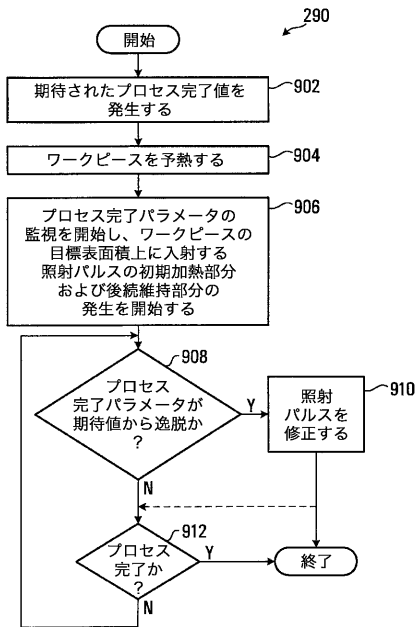 290
開始
902
期待されたプロセス完了値を
発生する
904
ワークピースを予熱する
906
プロセス完了パラメータの
監視を開始し、ワークピースの
目標表面積上に入射する
照射パルスの初期加熱部分
および後続維持部分の
発生を開始する
908
プロセス
完了パラメータが
期待値から逸脱か
?
Y
910
照射
パルスを
修正する
N
912
プロセス
完了か
?
Y
終了
N